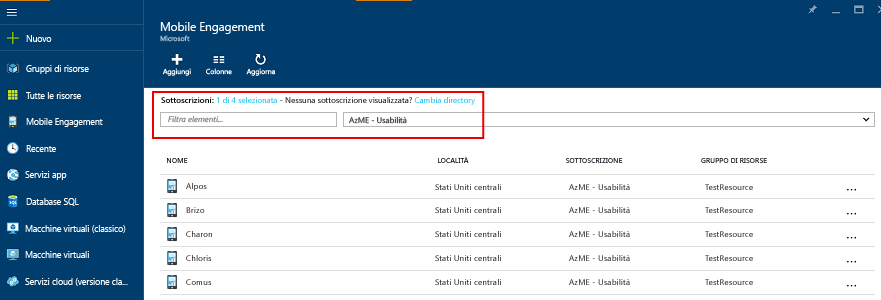 Nuovo
Gruppi di risorse
Tutte le risorse
Mobile Engagement
Recente
Servizi app
Database SQL
Macchine virtuali (classico)
Macchine virtuali
Servizi cloud (versione cla...
Mobile Engagement
Microsoft
Aggiungi Colonne Aggiorna
Sottoscrizioni: 1 di 4 selezionata - Nessuna sottoscrizione visualizzata? Cambia directory
Filtra elementi... AzME - Usabilità
NOME LOCALITÀ SOTTOSCRIZIONE GRUPPO DI RISORSE
Alpos Stati Uniti centrali AzME - Usabilità TestResource ...
Brizo Stati Uniti centrali AzME - Usabilità TestResource ...
Charon Stati Uniti centrali AzME - Usabilità TestResource ...
Chloris Stati Uniti centrali AzME - Usabilità TestResource ...
Comus Stati Uniti centrali AzME - Usabilità TestResource ...